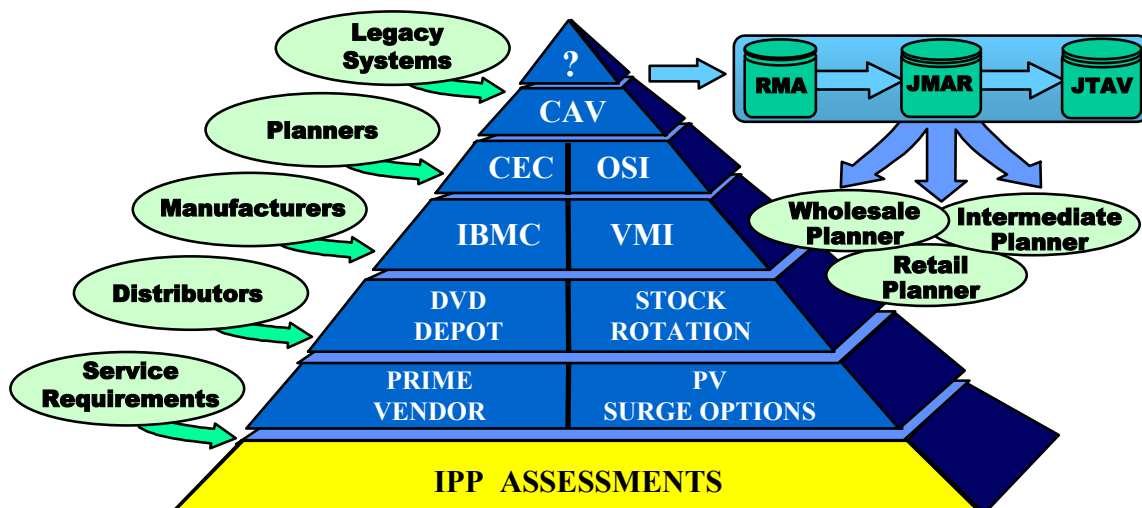 Legacy
Systems
Planners
Manufacturers
Distributors
Service
Requirements
?
CAV
CEC
OSI
IBMC
VMI
DVD
DEPOT
STOCK
ROTATION
PRIME
VENDOR
PV
SURGE OPTIONS
IPP ASSESSMENTS
RMA
JMAR
JTAV
Wholesale
Planner
Intermediate
Planner
Retail
Planner